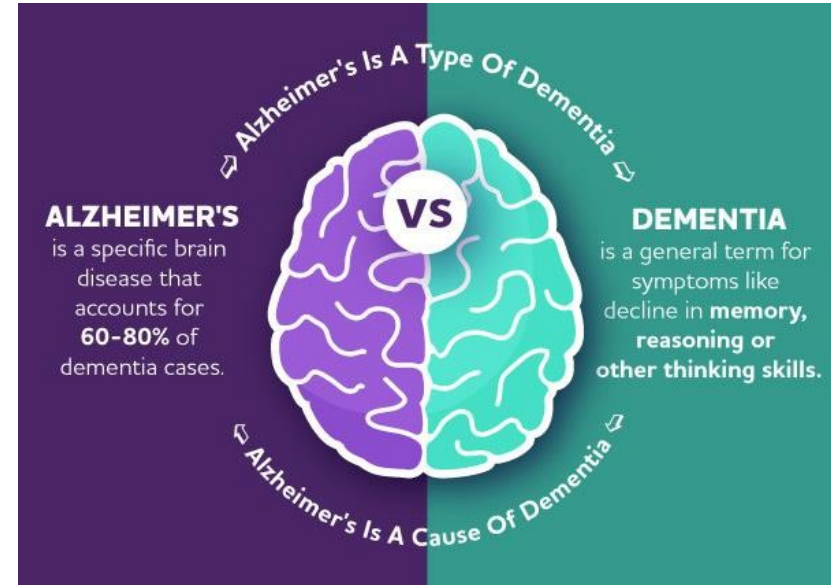 Alzheimer's Is A Type Of Dementia
ALZHEIMER'S
is a specific brain
disease that
accounts for
60-80% of
dementia cases.
VS
DEMENTIA
is a general term for
symptoms like
decline in memory,
reasoning or
other thinking skills.
Alzheimer's Is A Cause Of Dementia